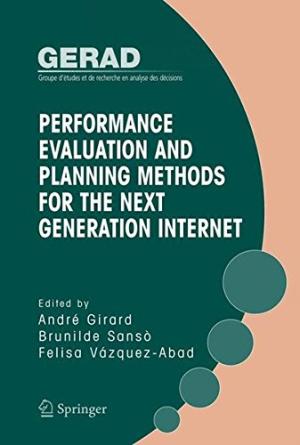 GERAD
Groupe d'études et de recherche en analyse des décisions
PERFORMANCE
EVALUATION AND
PLANNING METHODS
FOR THE NEXT
GENERATION INTERNET
Edited by
André Girard
Brunilde Sansò
Felisa Vázquez-Abad
Springer